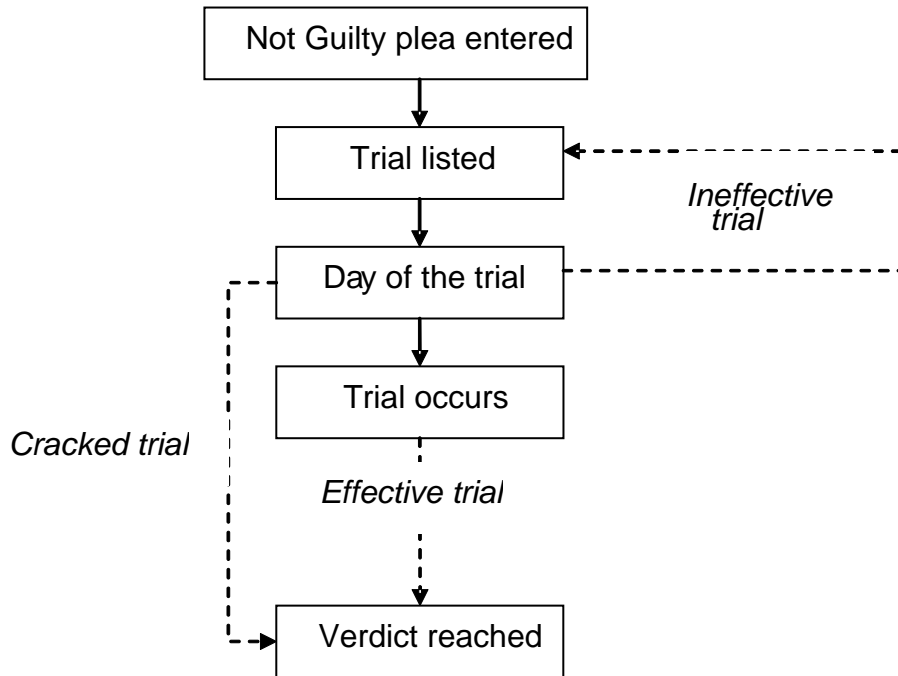 Not Guilty plea entered
Trial listed
Ineffective
trial
Day of the trial
Trial occurs
Cracked trial
Effective trial
Verdict reached